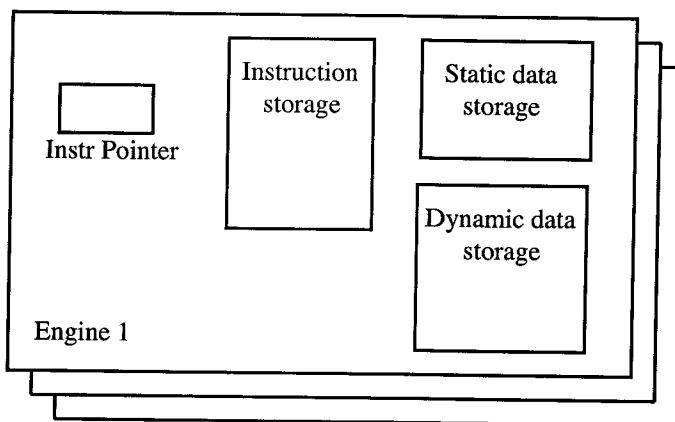 Instruction
storage
Static data
storage
Instr Pointer
Dynamic data
storage
Engine 1